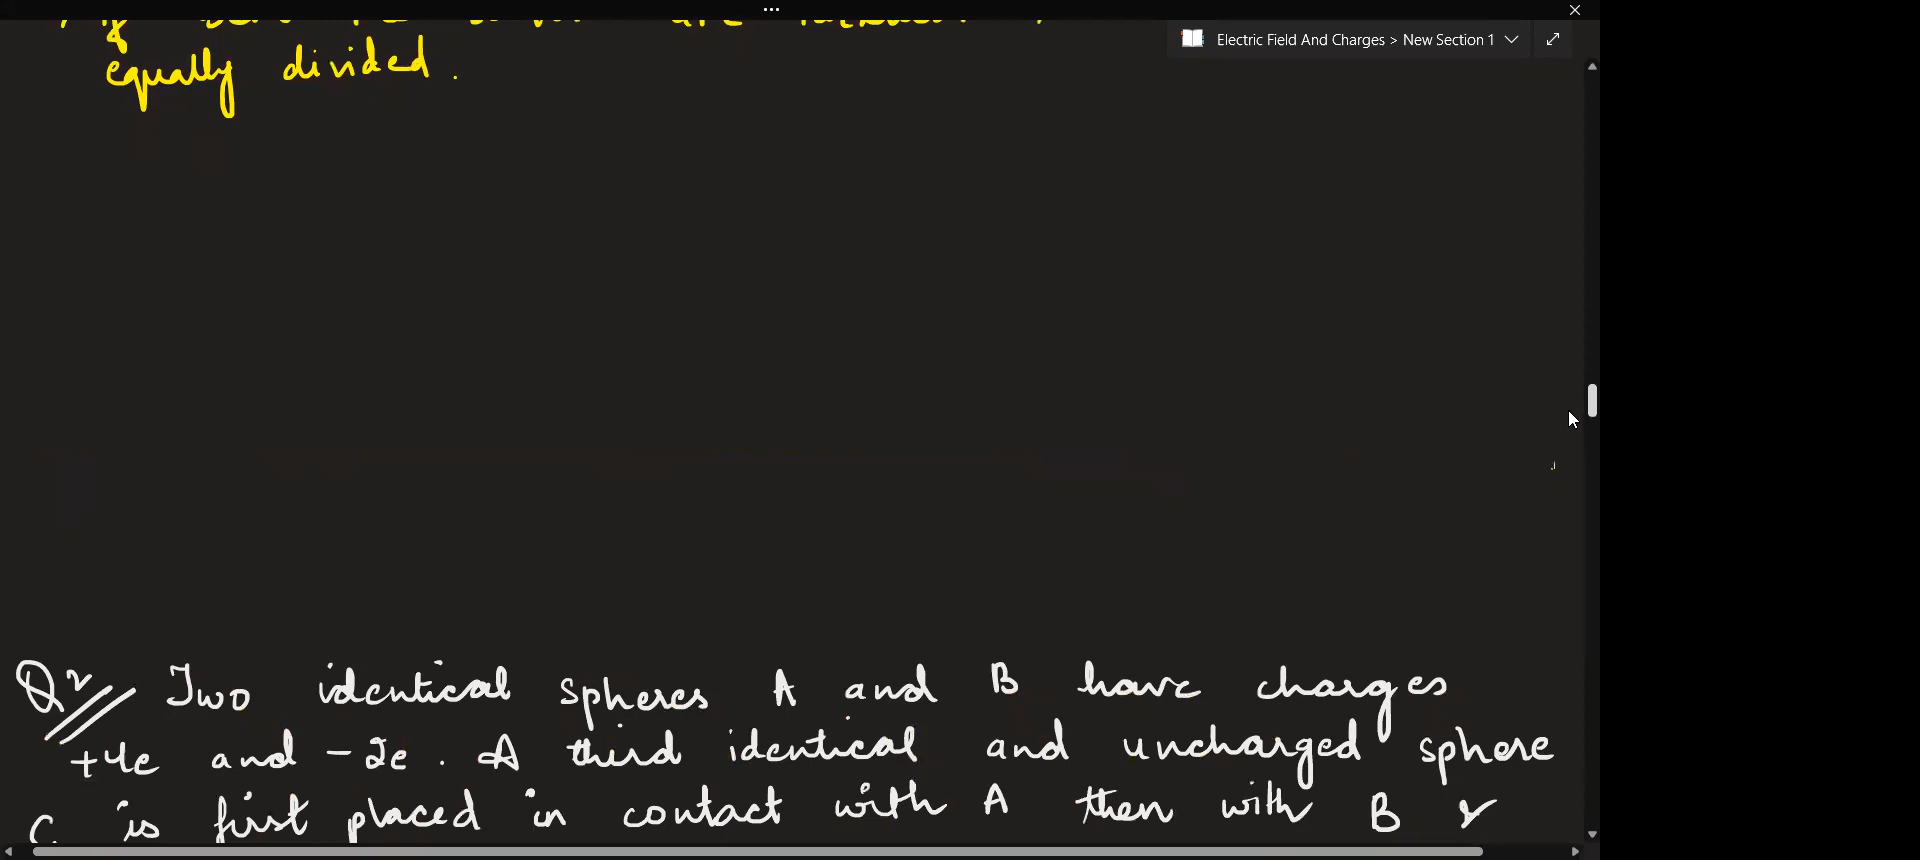 Electric Field And Charges > New Section 1
equally divided.
Q2 Two identical spheres A and B have charges
+4e and -2e. A third identical and uncharged sphere
C is first placed in contact with A then with B &